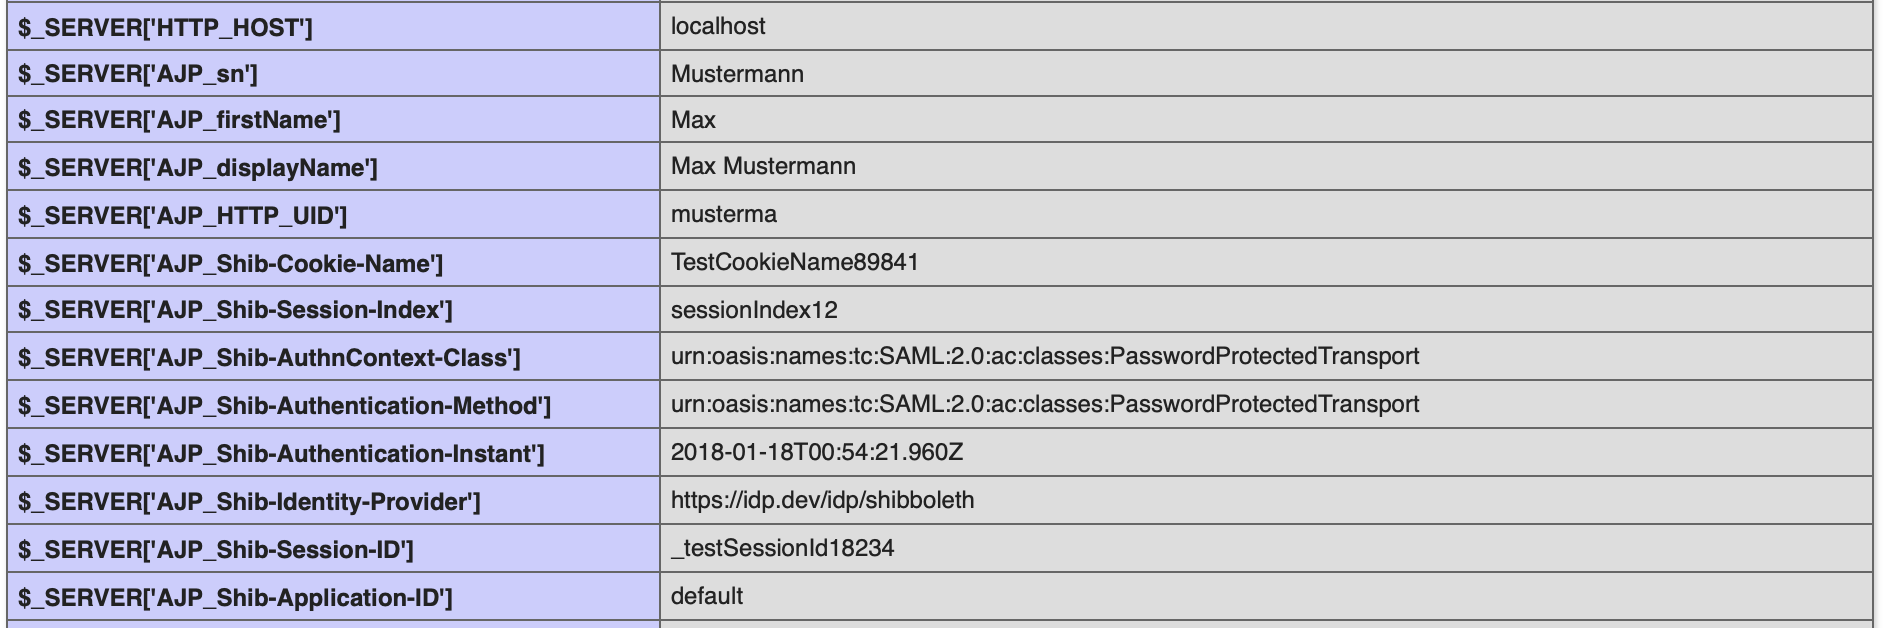 $_SERVER['HTTP_HOST'] localhost
$_SERVER['AJP_sn'] Mustermann
$_SERVER['AJP_firstName'] Max
$_SERVER['AJP_displayName'] Max Mustermann
$_SERVER['AJP_HTTP_UID'] musterma
$_SERVER['AJP_Shib-Cookie-Name'] TestCookieName89841
$_SERVER['AJP_Shib-Session-Index'] sessionIndex12
$_SERVER['AJP_Shib-AuthnContext-Class'] urn:oasis:names:tc:SAML:2.0:ac:classes:PasswordProtectedTransport
$_SERVER['AJP_Shib-Authentication-Method'] urn:oasis:names:tc:SAML:2.0:ac:classes:PasswordProtectedTransport
$_SERVER['AJP_Shib-Authentication-Instant'] 2018-01-18T00:54:21.960Z
$_SERVER['AJP_Shib-Identity-Provider'] https://idp.dev/idp/shibboleth
$_SERVER['AJP_Shib-Session-ID'] _testSessionId18234
$_SERVER['AJP_Shib-Application-ID'] default